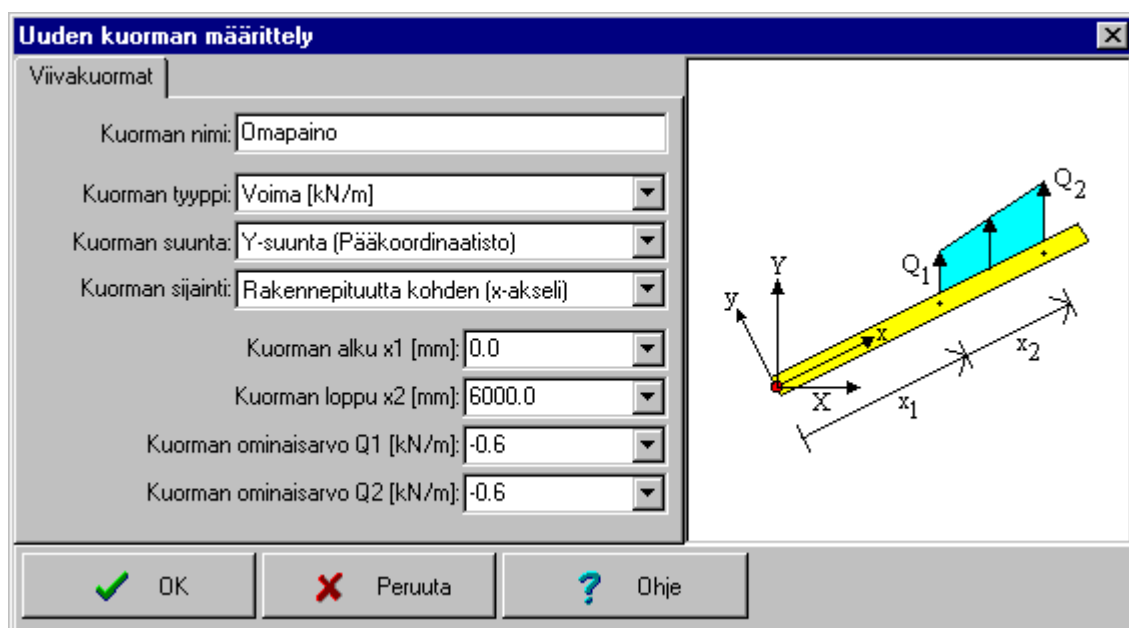 Uuden kuorman määrittely
Viivakuormat
Kuorman nimi: Omapaino
Kuorman tyyppi: Voima [kN/m]
Kuorman suunta: Y-suunta (Pääkoordinaatisto)
Kuorman sijainti: Rakennepituutta kohden (x-akseli)
Kuorman alku x1 [mm]: 0.0
Kuorman loppu x2 [mm]: 6000.0
Kuorman ominaisarvo Q1 [kN/m]: -0.6
Kuorman ominaisarvo Q2 [kN/m]: -0.6
Q2
Q1
Y
y
x
x2
X
x1
OK
Peruuta
? Ohje